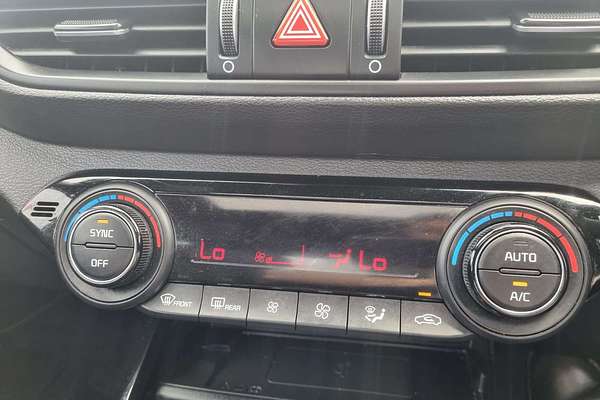 SYNC
OFF
Lo
Lo
AUTO
A/C
FRONT
REAR